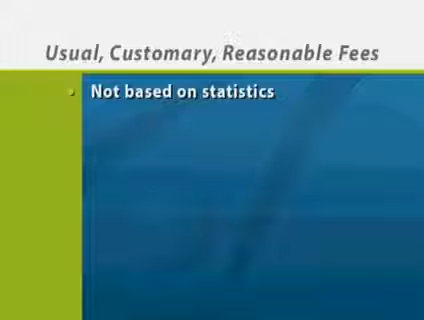 Usual, Customary, Reasonable Fees
Not based on statistics